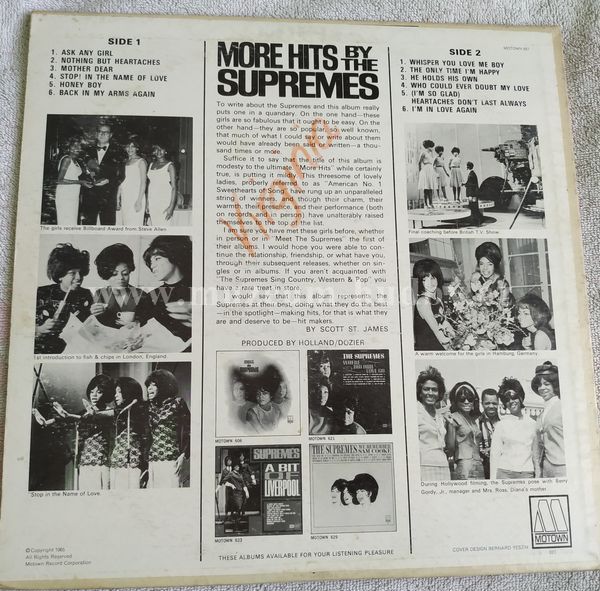 MOTOWN 627
MORE HITS BY THE
SUPREMES
SIDE 1
1. ASK ANY GIRL
2. NOTHING BUT HEARTACHES
3. MOTHER DEAR
4. STOP! IN THE NAME OF LOVE
5. HONEY BOY
6. BACK IN MY ARMS AGAIN
The girls receive Billboard Award from Steve Allen
1st introduction to fish & chips in London, England.
Stop in the Name of Love.
© Copyright 1965
All Rights Reserved
Motown Record Corporation
To write about the Supremes and this album really
puts one in a quandary. On the one hand—these
girls are so fabulous that it ought to be easy. On the
other hand—they are so popular, so well known,
that much of what I could say or write about them
would have already been said or written—a thou-
sand times or more.
Suffice it to say that the title of this album is
modesty to the ultimate. "More Hits" while certainly
true, is putting it mildly. This threesome of lovely
ladies, properly referred to as "American No. 1
Sweethearts of Song" have rung up an unparalleled
string of victories through their charm, their
warmth, their grace, and their performance (both
on record and in person) have unalterably raised
them to the top of the list.
If you have met these girls before, whether
in person or in "Meet The Supremes" the first of
their albums. I would hope you were able to con-
tinue the relationship, friendship, or what have you,
through their subsequent releases, whether on sin-
gles or in albums. If you aren't acquainted with
"The Supremes Sing Country, Western & Pop" you
have a rare treat in store.
I would say that this album represents the
Supremes at their best, doing what they do the best
—in the spotlight—making hits, for that is what they
are and deserve to be—hit makers.
BY SCOTT ST. JAMES
Virginia
PRODUCED BY HOLLAND/DOZIER
MOTOWN 606
THE SUPREMES
MOTOWN 621
SUPREMES
A BIT
OF
LIVERPOOL
MOTOWN 623
THE SUPREMES
WE REMEMBER
SAM COOKE
MOTOWN 629
THESE ALBUMS AVAILABLE FOR YOUR LISTENING PLEASURE
SIDE 2
1. WHISPER YOU LOVE ME BOY
2. THE ONLY TIME I'M HAPPY
3. HE HOLDS HIS OWN
4. WHO COULD EVER DOUBT MY LOVE
5. (I'M SO GLAD)
HEARTACHES DON'T LAST ALWAYS
6. I'M IN LOVE AGAIN
Final coaching before British T.V. Show.
A warm welcome for the girls in Hamburg, Germany.
During Hollywood filming, the Supremes pose with Berry
Gordy, Jr., manager and Mrs. Ross, Diana's mother
COVER DESIGN BERNARD YESZIN
M
MOTOWN
627